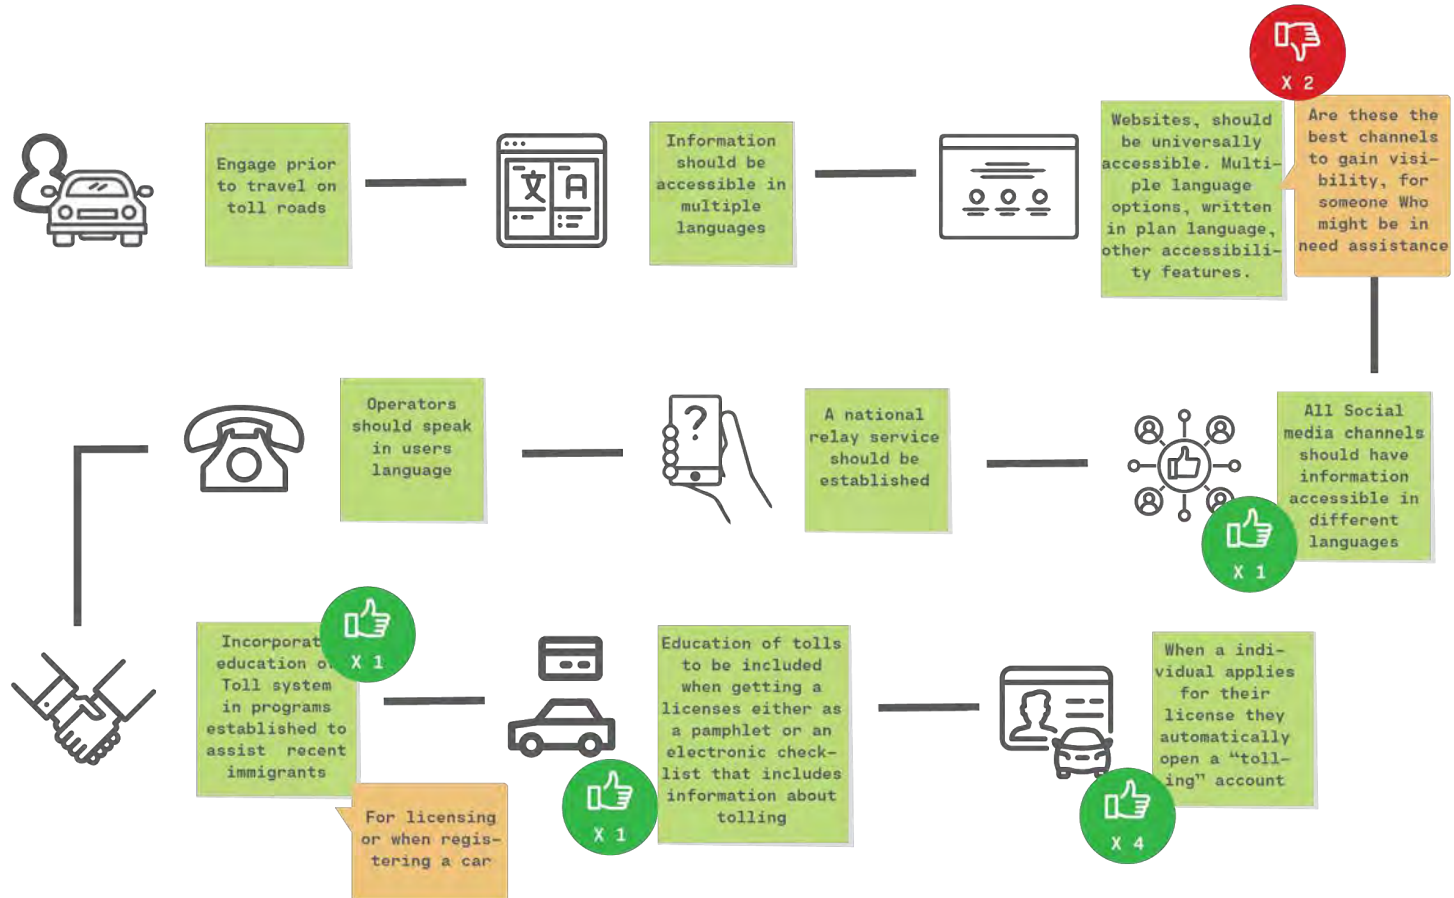 Engage prior
to travel on
toll roads
文 A
Information
should be
accessible in
multiple
languages
X 2
Websites, should
be universally
accessible. Multi-
ple language
options, written
in plan language,
other accessibili-
ty features.
Are these the
best channels
to gain visi-
bility, for
someone Who
might be in
need assistance
Operators
should speak
in users
language
?
A national
relay service
should be
established
All Social
media channels
should have
information
accessible in
different
languages
X 1
Incorporat
education o
Toll system
in programs
established to
assist recent
immigrants
X 1
For licensing
or when regis-
tering a car
X 1
Education of tolls
to be included
when getting a
licenses either as
a pamphlet or an
electronic check-
list that includes
information about
tolling
X 4
When a indi-
vidual applies
for their
license they
automatically
open a “toll-
ing” account